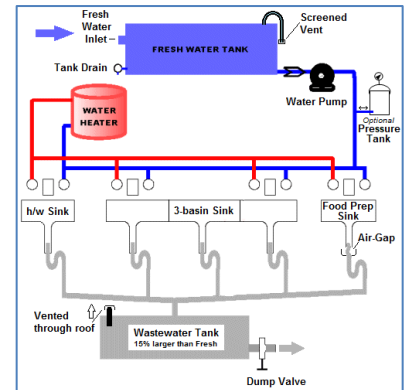 Fresh
Water
Inlet –
Screened
Vent
FRESH WATER TANK
Tank Drain
Water Pump
WATER
HEATER
Optional
Pressure
Tank
h/w Sink
3-basin Sink
Food Prep
Sink
Air-Gap
Vented
through roof
Wastewater Tank
15% larger than Fresh
Dump Valve